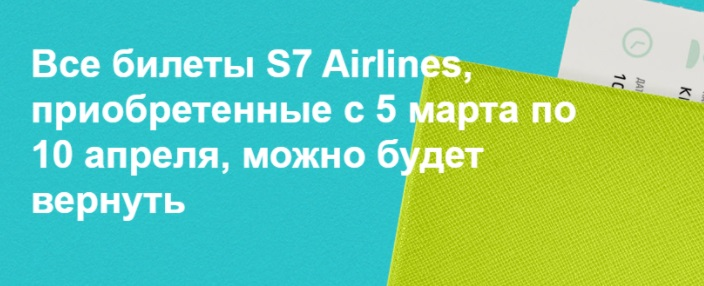 Все билеты S7 Airlines,
приобретенные с 5 марта по
10 апреля, можно будет
вернуть